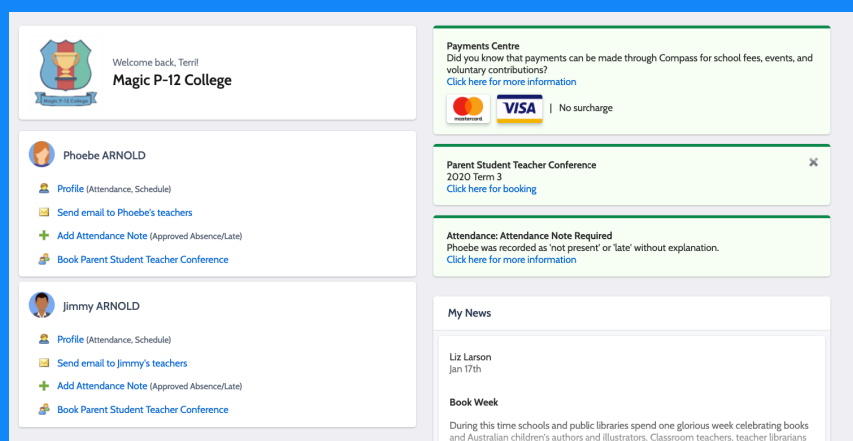 Welcome back, Terri!
Magic P-12 College
Magic P-12 College
Phoebe ARNOLD
Profile (Attendance, Schedule)
Send email to Phoebe's teachers
Add Attendance Note (Approved Absence/Late)
Book Parent Student Teacher Conference
Jimmy ARNOLD
Profile (Attendance, Schedule)
Send email to Jimmy's teachers
Add Attendance Note (Approved Absence/Late)
Book Parent Student Teacher Conference
Payments Centre
Did you know that payments can be made through Compass for school fees, events, and
voluntary contributions?
Click here for more information
mastercard VISA | No surcharge
Parent Student Teacher Conference
2020 Term 3
Click here for booking
Attendance: Attendance Note Required
Phoebe was recorded as 'not present' or 'late' without explanation.
Click here for more information
My News
Liz Larson
Jan 17th
Book Week
During this time schools and public libraries spend one glorious week celebrating books
and Australian children's authors and illustrators. Classroom teachers, teacher librarians